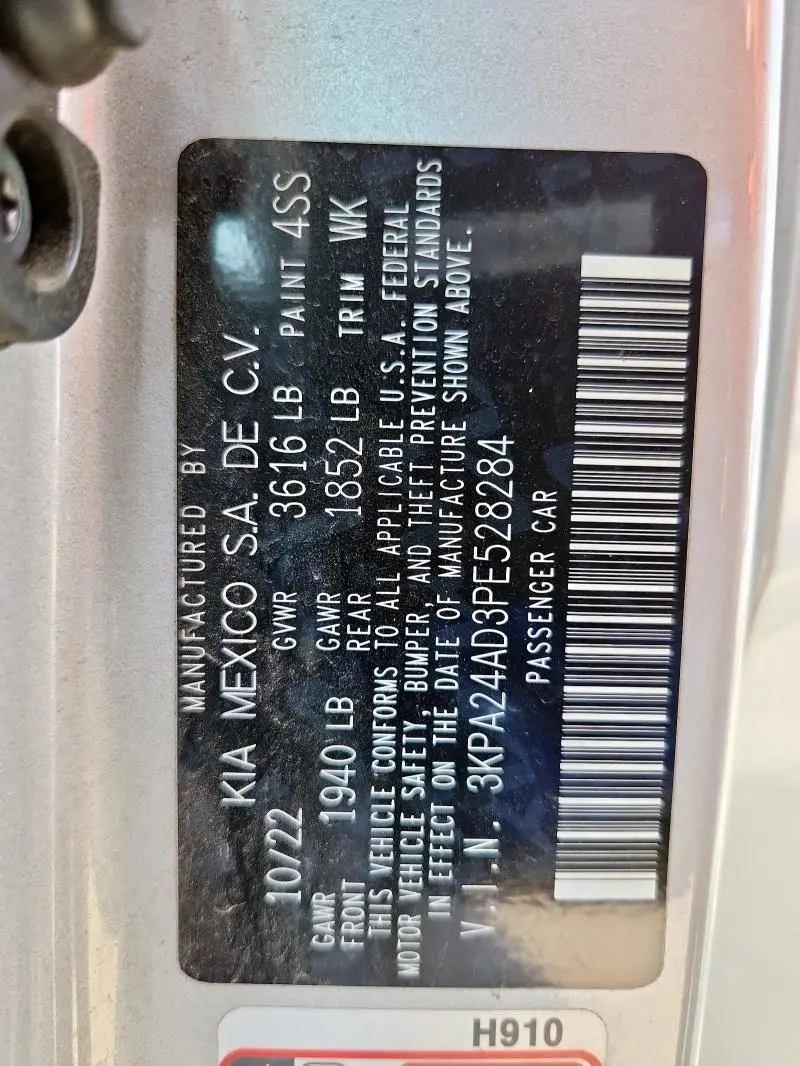 MANUFACTURED BY
KIA MEXICO S.A. DE C.V.
10/22 GVWR 3616 LB PAINT 4SS
GAWR FRONT 1940 LB GAWR REAR 1852 LB TRIM WK
THIS VEHICLE CONFORMS TO ALL APPLICABLE U.S.A. FEDERAL
MOTOR VEHICLE SAFETY, BUMPER, AND THEFT PREVENTION STANDARDS
IN EFFECT ON THE DATE OF MANUFACTURE SHOWN ABOVE.
V.I.N. 3KPA24AD3PE528284
PASSENGER CAR
H910